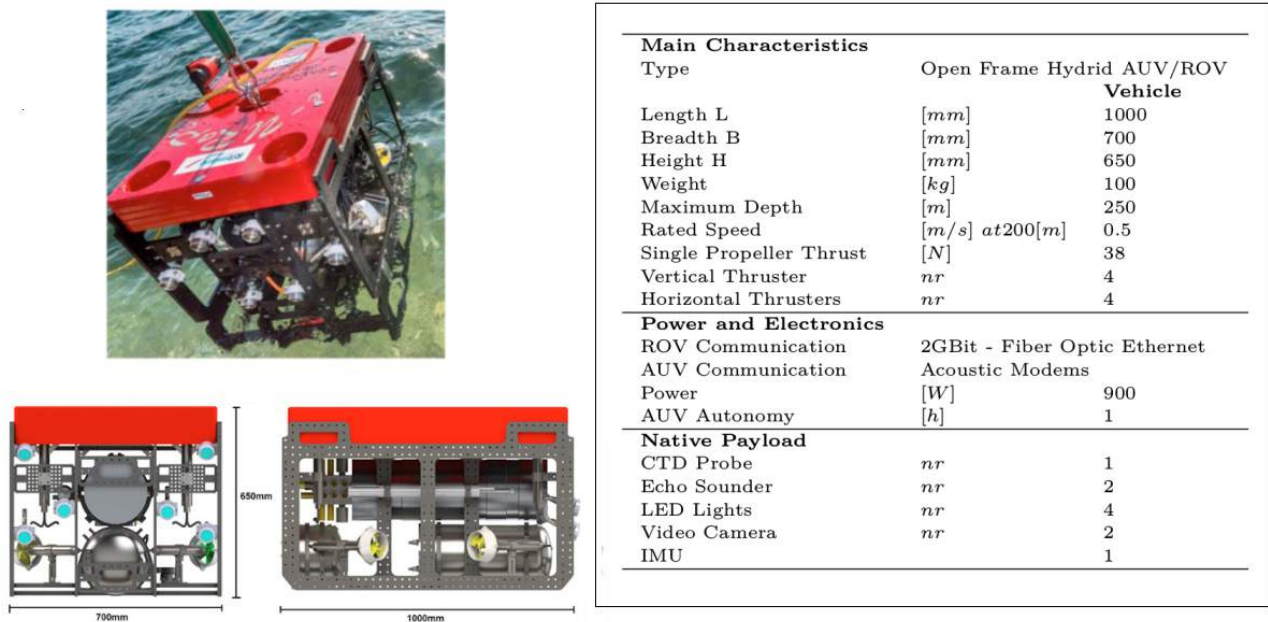 Main Characteristics
Type Open Frame Hydrid AUV/ROV
Vehicle
Length L [mm] 1000
Breadth B [mm] 700
Height H [mm] 650
Weight [kg] 100
Maximum Depth [m] 250
Rated Speed [m/s] at200[m] 0.5
Single Propeller Thrust [N] 38
Vertical Thruster nr 4
Horizontal Thrusters nr 4
Power and Electronics
ROV Communication 2GBit - Fiber Optic Ethernet
AUV Communication Acoustic Modems
Power [W] 900
AUV Autonomy [h] 1
Native Payload
CTD Probe nr 1
Echo Sounder nr 2
LED Lights nr 4
Video Camera nr 2
IMU 1
650mm
700mm
1000mm